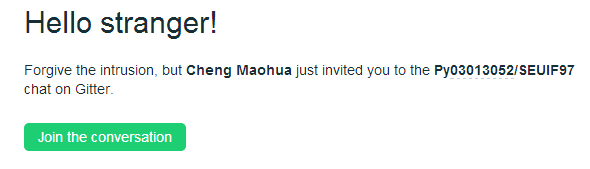 Hello stranger!
Forgive the intrusion, but Cheng Maohua just invited you to the Py03013052/SEUIF97
chat on Gitter.
Join the conversation